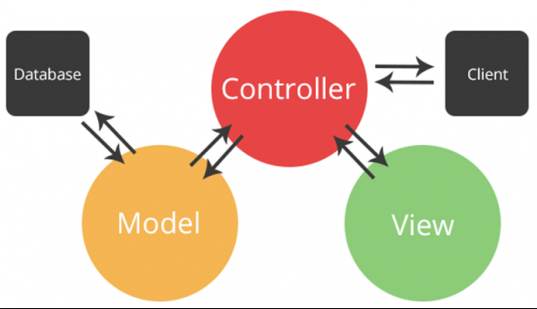 Database
Controller
Client
Model
View